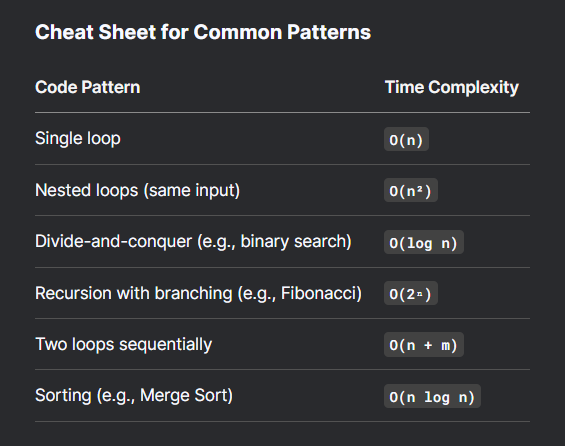 Cheat Sheet for Common Patterns
Code Pattern Time Complexity
Single loop O(n)
Nested loops (same input) O(n²)
Divide-and-conquer (e.g., binary search) O(log n)
Recursion with branching (e.g., Fibonacci) O(2ⁿ)
Two loops sequentially O(n + m)
Sorting (e.g., Merge Sort) O(n log n)